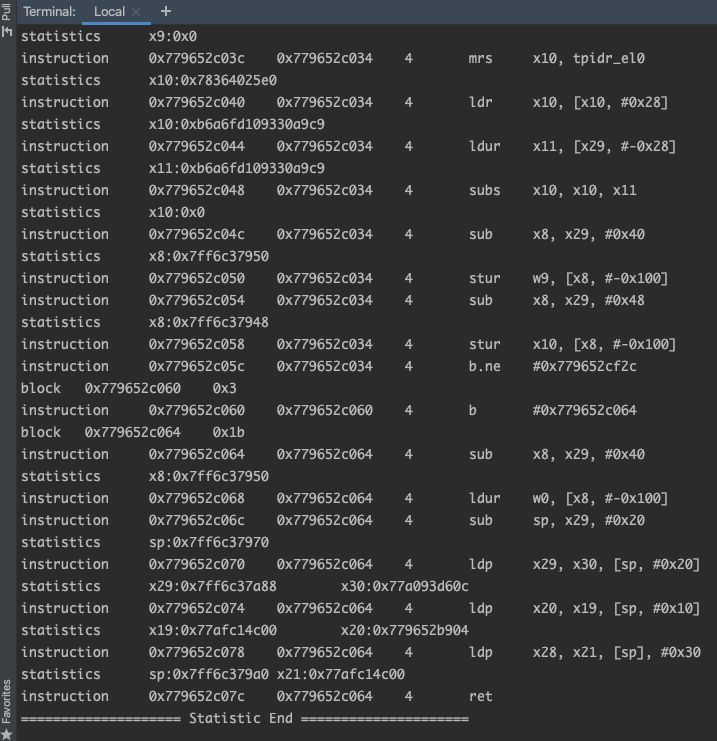 Pull
Terminal: Local × +
statistics x9:0x0
instruction 0x779652c03c 0x779652c034 4 mrs x10, tpidr_el0
statistics x10:0x78364025e0
instruction 0x779652c040 0x779652c034 4 ldr x10, [x10, #0x28]
statistics x10:0xb6a6fd109330a9c9
instruction 0x779652c044 0x779652c034 4 ldur x11, [x29, #-0x28]
statistics x11:0xb6a6fd109330a9c9
instruction 0x779652c048 0x779652c034 4 subs x10, x10, x11
statistics x10:0x0
instruction 0x779652c04c 0x779652c034 4 sub x8, x29, #0x40
statistics x8:0x7ff6c37950
instruction 0x779652c050 0x779652c034 4 stur w9, [x8, #-0x100]
instruction 0x779652c054 0x779652c034 4 sub x8, x29, #0x48
statistics x8:0x7ff6c37948
instruction 0x779652c058 0x779652c034 4 stur x10, [x8, #-0x100]
instruction 0x779652c05c 0x779652c034 4 b.ne #0x779652cf2c
block 0x779652c060 0x3
instruction 0x779652c060 0x779652c060 4 b #0x779652c064
block 0x779652c064 0x1b
instruction 0x779652c064 0x779652c064 4 sub x8, x29, #0x40
statistics x8:0x7ff6c37950
instruction 0x779652c068 0x779652c064 4 ldur w0, [x8, #-0x100]
instruction 0x779652c06c 0x779652c064 4 sub sp, x29, #0x20
statistics sp:0x7ff6c37970
instruction 0x779652c070 0x779652c064 4 ldp x29, x30, [sp, #0x20]
statistics x29:0x7ff6c37a88 x30:0x77a093d60c
instruction 0x779652c074 0x779652c064 4 ldp x20, x19, [sp, #0x10]
statistics x19:0x77afc14c00 x20:0x779652b904
instruction 0x779652c078 0x779652c064 4 ldp x28, x21, [sp], #0x30
statistics sp:0x7ff6c379a0 x21:0x77afc14c00
instruction 0x779652c07c 0x779652c064 4 ret
==================== Statistic End =====================
Favorites